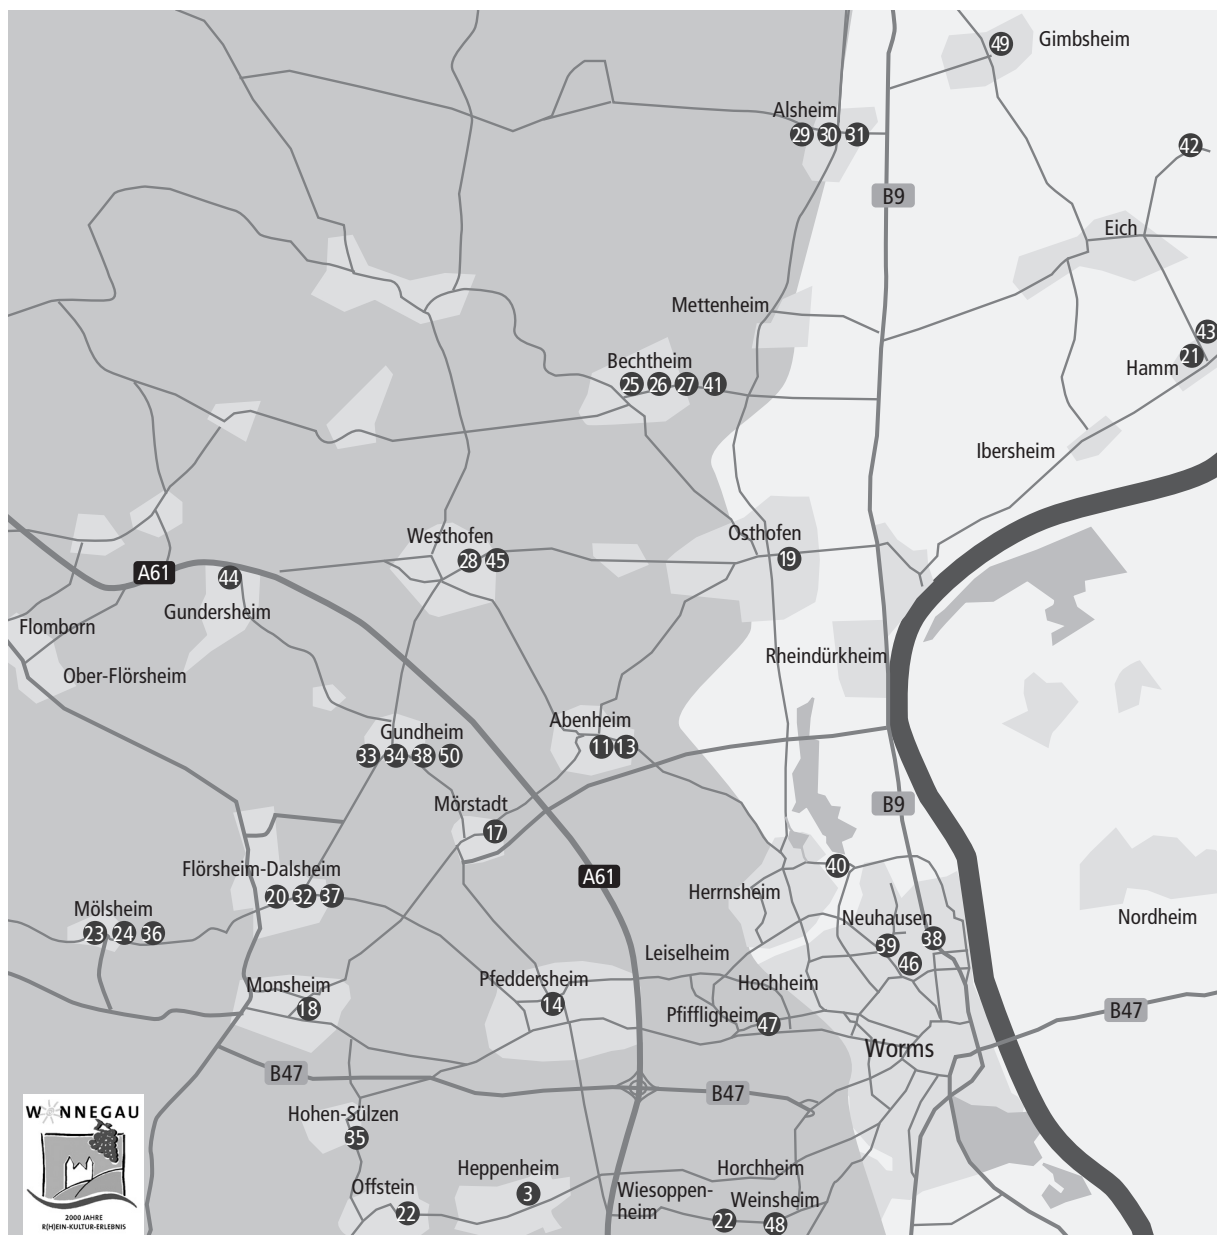 49 Gimbsheim
Alsheim
29 30 31
42
B9
Eich
Mettenheim
43
Bechtheim
21
Hamm
25 26 27 41
Ibersheim
Westhofen
Osthofen
28 45
19
A61
44
Gundersheim
Flomborn
Rheindürkheim
Ober-Flörsheim
Abenheim
Gundheim
11 13
33 34 38 50
Mörstadt
B9
17
Flörsheim-Dalsheim
40
A61
20 32 37
Herrnsheim
Mölsheim
Neuhausen
Nordheim
23 24 36
39 38
Leiselheim
46
Pfeddersheim
Hochheim
Monsheim
14
18
Pfiffligheim
47
B47
Worms
B47
B47
WONNEGAU
Hohen-Sülzen
35
Heppenheim
Horchheim
Offstein
3
Wiesoppen-
heim
Weinsheim
22
22
48
2000 JAHRE
R(H)EIN-KULTUR-ERLEBNIS